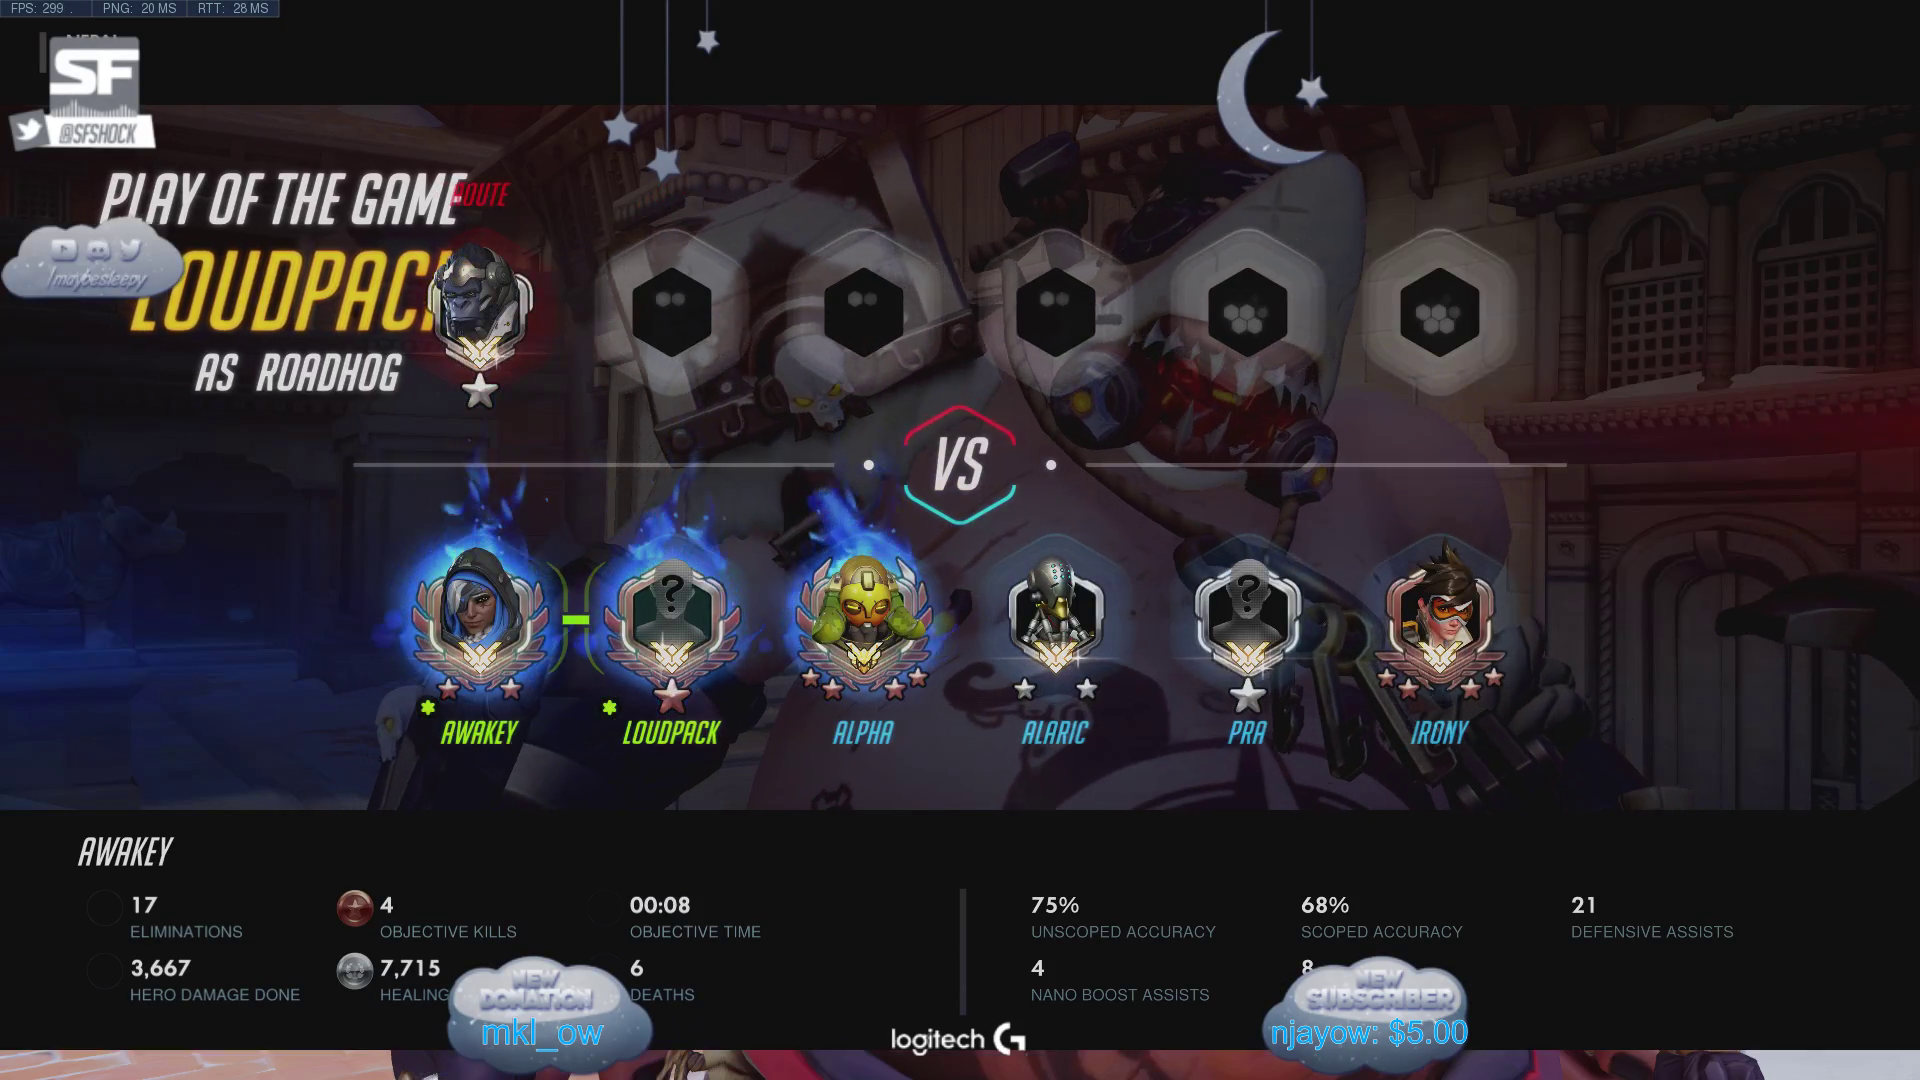 FPS: 299 . PNG: 20 MS RTT: 28 MS
SF
@SFSHOCK
PLAY OF THE GAME
LOUDPACK
AS ROADHOG
/maybesleepy
VS
? ?
AWAKEY LOUDPACK ALPHA ALARIC PRA IRONY
AWAKEY
17 4 00:08 75% 68% 21
ELIMINATIONS OBJECTIVE KILLS OBJECTIVE TIME UNSCOPED ACCURACY SCOPED ACCURACY DEFENSIVE ASSISTS
3,667 7,715 6 4 8
HERO DAMAGE DONE HEALING DEATHS NANO BOOST ASSISTS
NEW DONATION
mkl_ow
logitech G
NEW SUBSCRIBER
njayow: $5.00